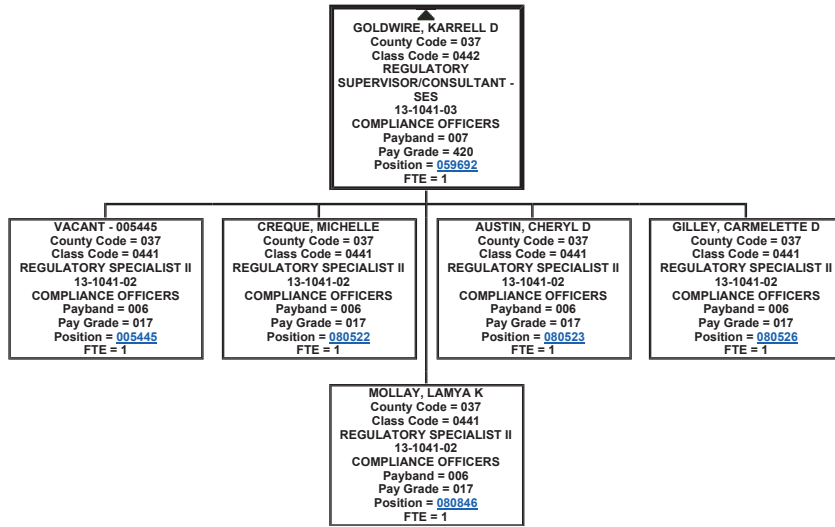 GOLDWIRE, KARRELL D
County Code = 037
Class Code = 0442
REGULATORY
SUPERVISOR/CONSULTANT -
SES
13-1041-03
COMPLIANCE OFFICERS
Payband = 007
Pay Grade = 420
Position = 059692
FTE = 1
VACANT - 005445
County Code = 037
Class Code = 0441
REGULATORY SPECIALIST II
13-1041-02
COMPLIANCE OFFICERS
Payband = 006
Pay Grade = 017
Position = 005445
FTE = 1
CREQUE, MICHELLE
County Code = 037
Class Code = 0441
REGULATORY SPECIALIST II
13-1041-02
COMPLIANCE OFFICERS
Payband = 006
Pay Grade = 017
Position = 080522
FTE = 1
AUSTIN, CHERYL D
County Code = 037
Class Code = 0441
REGULATORY SPECIALIST II
13-1041-02
COMPLIANCE OFFICERS
Payband = 006
Pay Grade = 017
Position = 080523
FTE = 1
GILLEY, CARMELETTE D
County Code = 037
Class Code = 0441
REGULATORY SPECIALIST II
13-1041-02
COMPLIANCE OFFICERS
Payband = 006
Pay Grade = 017
Position = 080526
FTE = 1
MOLLAY, LAMYA K
County Code = 037
Class Code = 0441
REGULATORY SPECIALIST II
13-1041-02
COMPLIANCE OFFICERS
Payband = 006
Pay Grade = 017
Position = 080846
FTE = 1